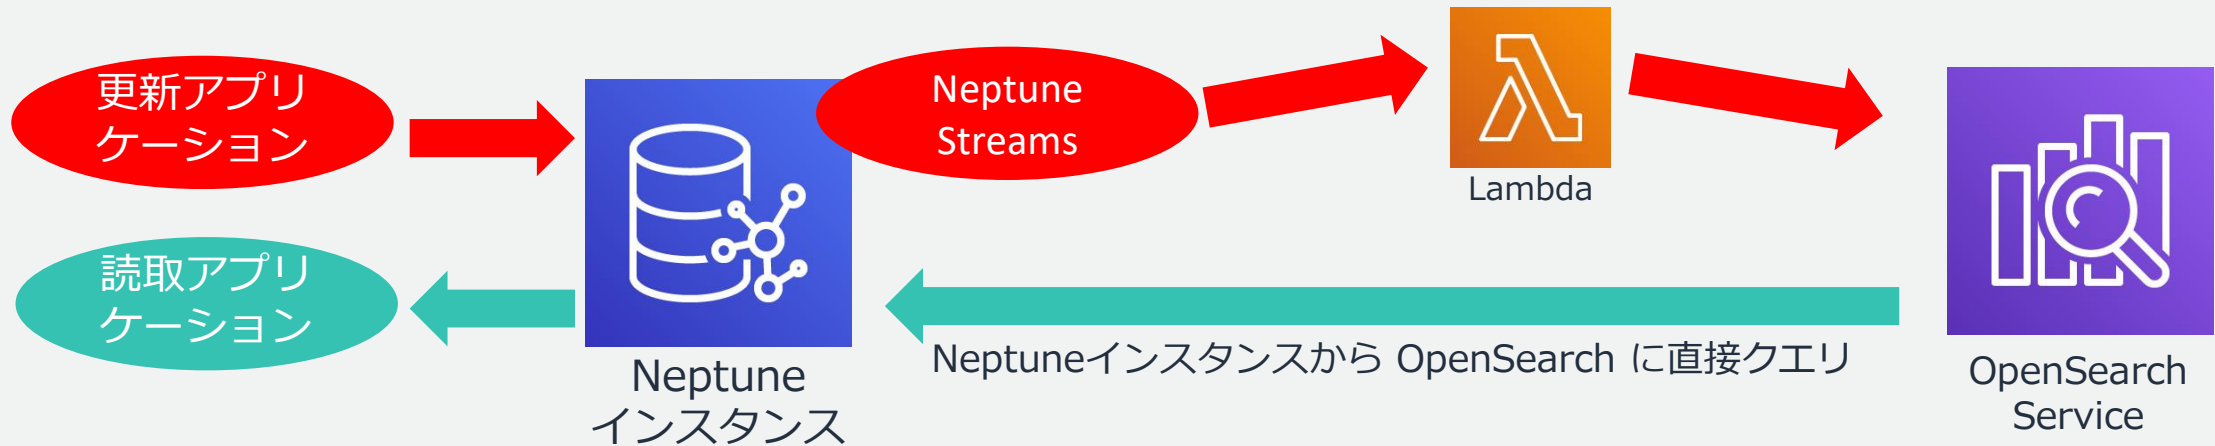 更新アプリ
ケーション
Neptune
Streams
Lambda
読取アプリ
ケーション
Neptuneインスタンスから OpenSearch に直接クエリ
Neptune
インスタンス
OpenSearch
Service